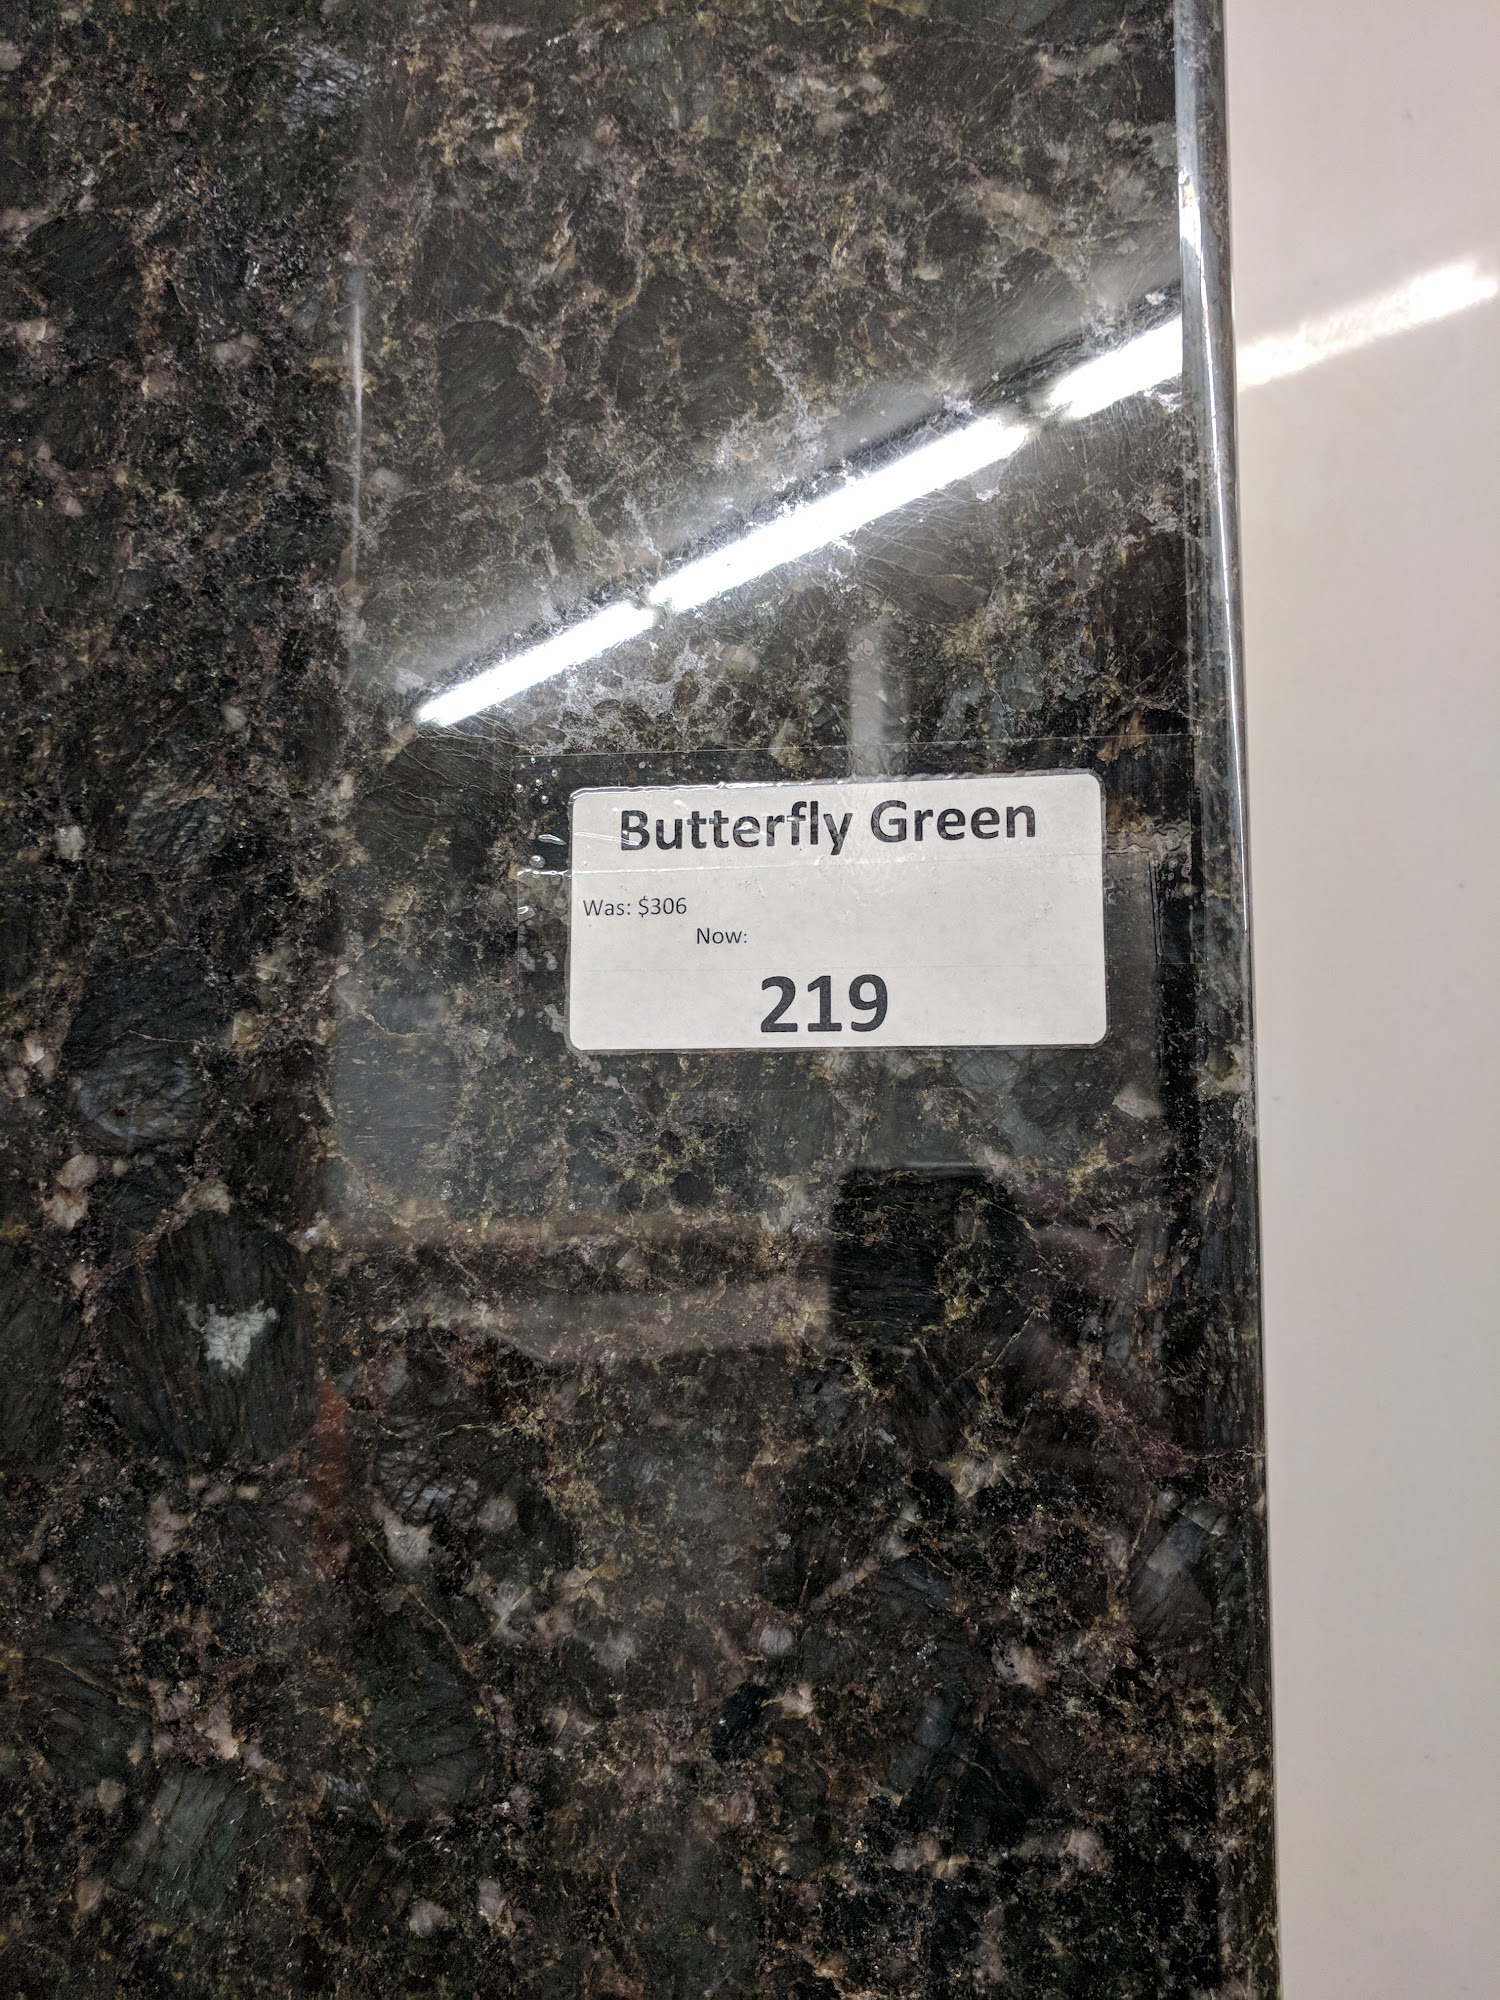 Butterfly Green
Was: $306
Now:
219